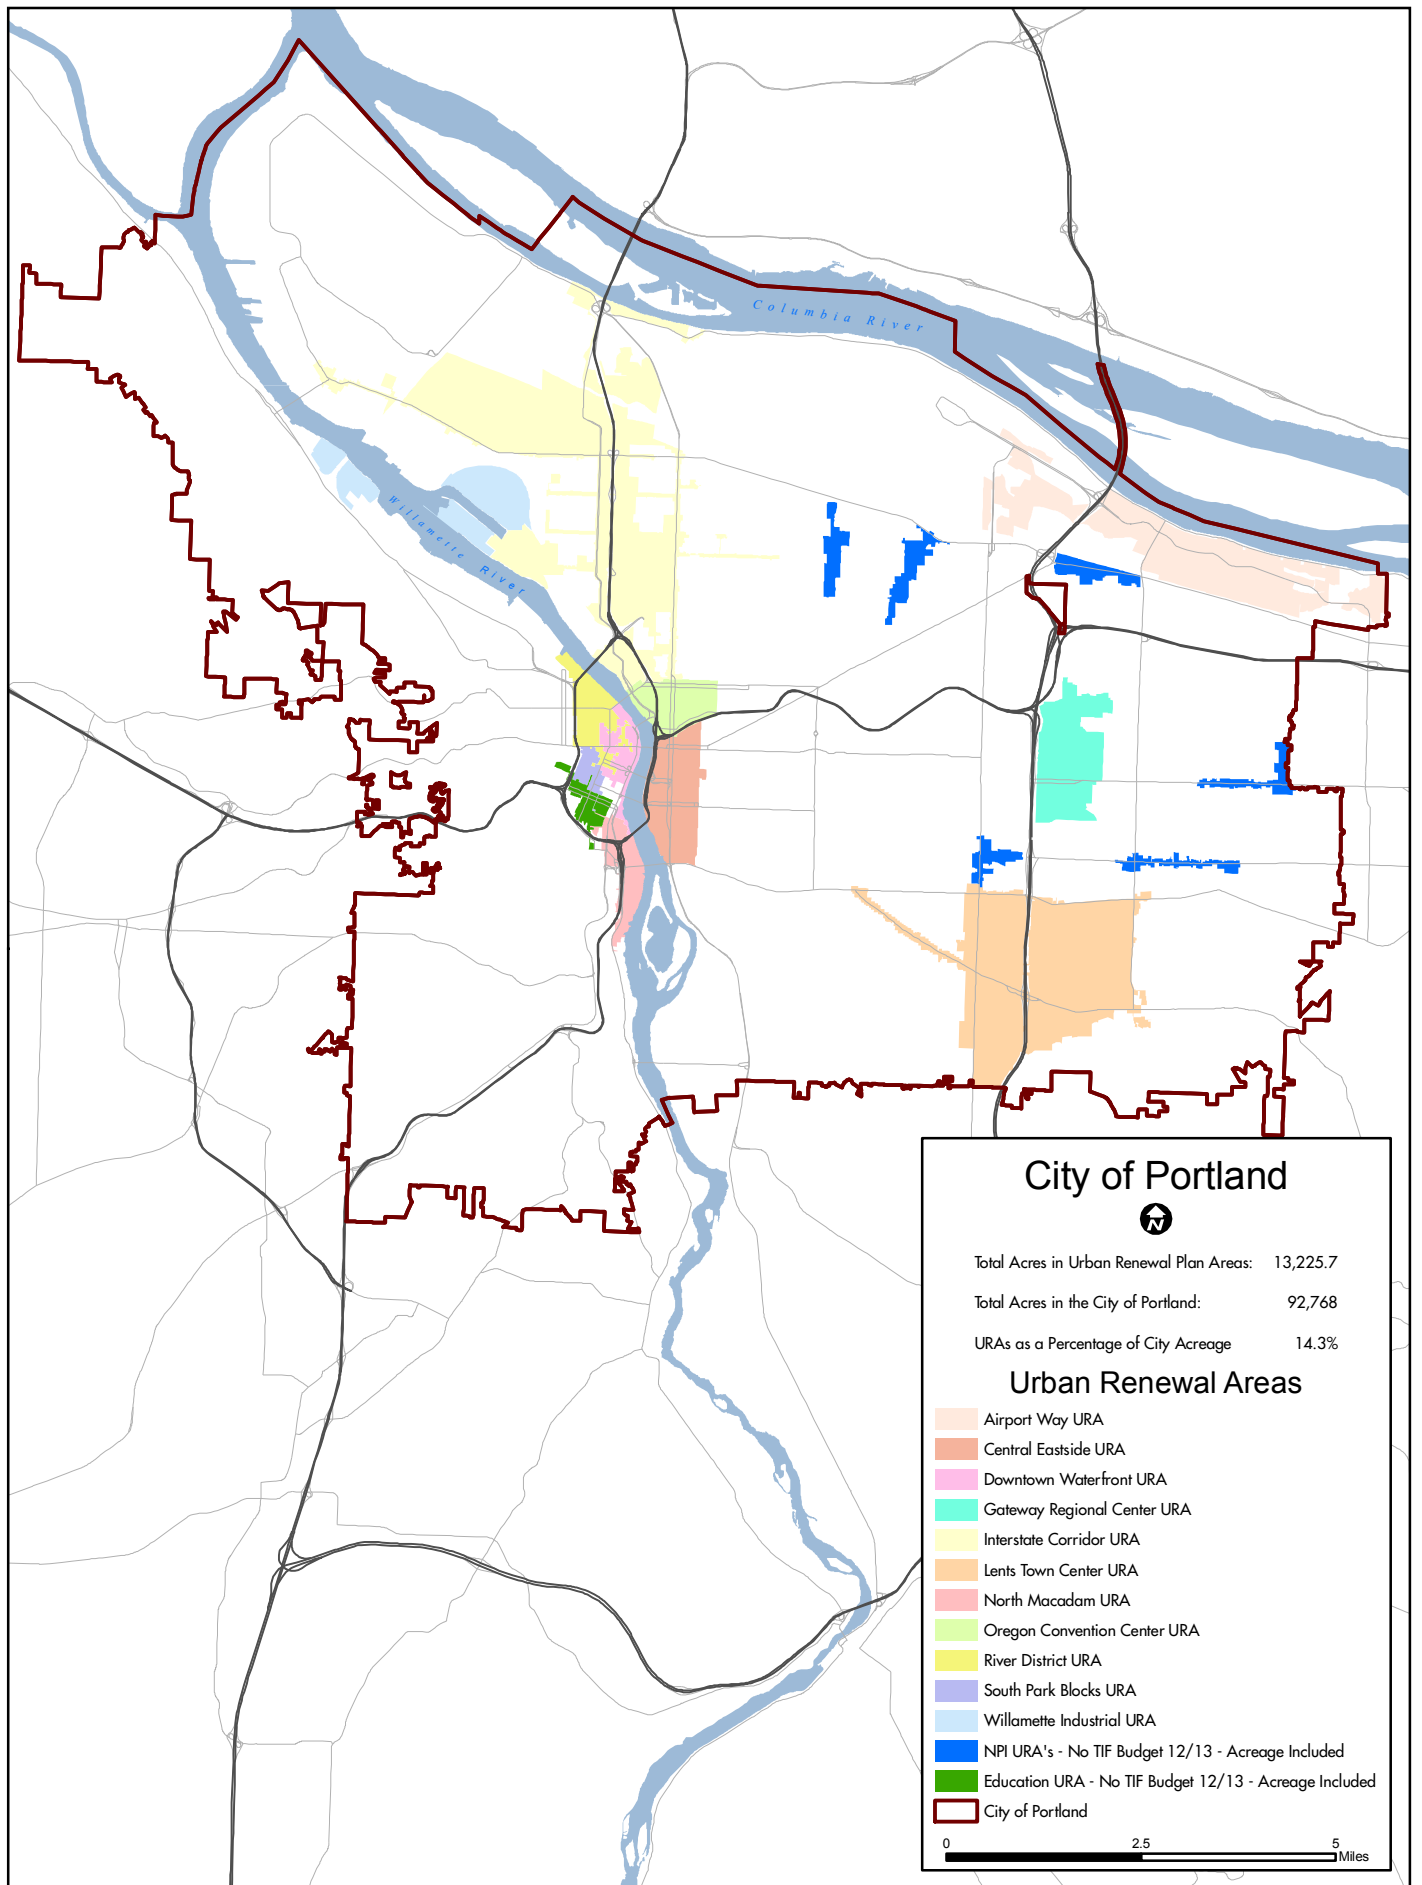 Columbia River
Willamette River
City of Portland
N
Total Acres in Urban Renewal Plan Areas: 13,225.7
Total Acres in the City of Portland: 92,768
URAs as a Percentage of City Acreage 14.3%
Urban Renewal Areas
Airport Way URA
Central Eastside URA
Downtown Waterfront URA
Gateway Regional Center URA
Interstate Corridor URA
Lents Town Center URA
North Macadam URA
Oregon Convention Center URA
River District URA
South Park Blocks URA
Willamette Industrial URA
NPI URA's - No TIF Budget 12/13 - Acreage Included
Education URA - No TIF Budget 12/13 - Acreage Included
City of Portland
0 2.5 5
Miles